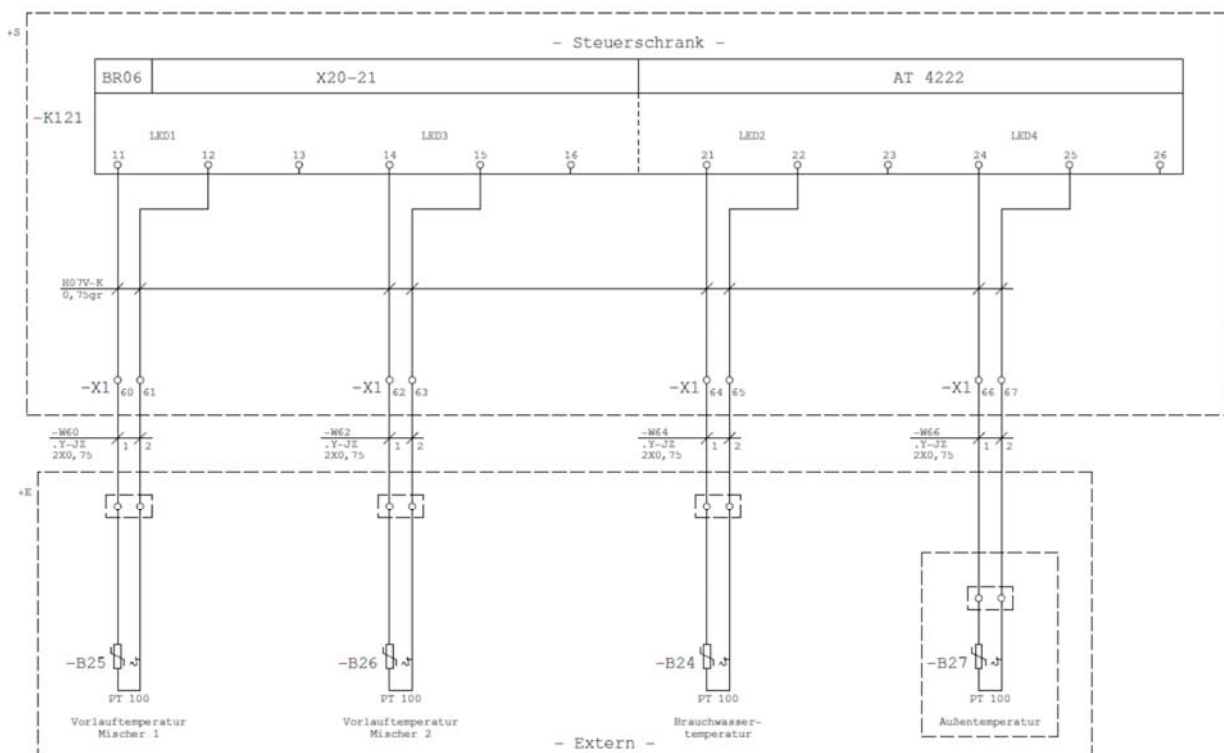 +S
- Steuerschrank -
BR06 X20-21 AT 4222
-K121
LED1 LED3 LED2 LED4
11 12 13 14 15 16 21 22 23 24 25 26
H07V-K
0,75gr
-X1 60 61 -X1 62 63 -X1 64 65 -X1 66 67
-W60 -W62 -W64 -W66
.Y-JZ 1 2 .Y-JZ 1 2 .Y-JZ 1 2 .Y-JZ 1 2
2X0,75 2X0,75 2X0,75 2X0,75
+E
-B25 -B26 -B24 -B27
PT 100 PT 100 PT 100 PT 100
Vorlauftemperatur Vorlauftemperatur Brauchwasser- Außentemperatur
Mischer 1 Mischer 2 temperatur
- Extern -